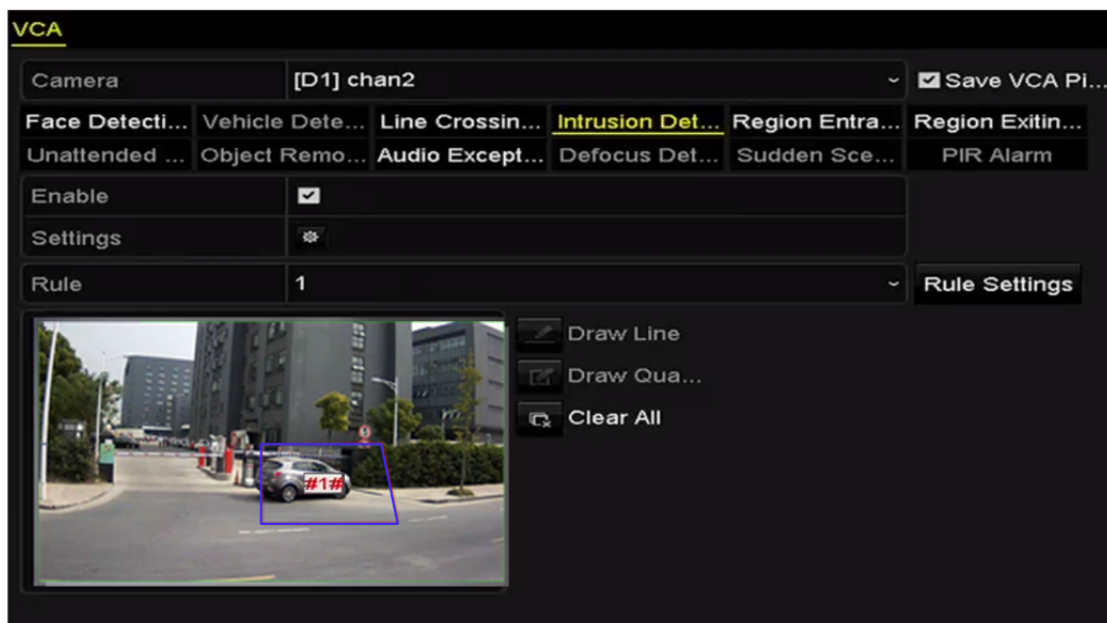 VCA
Camera [D1] chan2 Save VCA Pi...
Face Detecti... Vehicle Dete... Line Crossin... Intrusion Det... Region Entra... Region Exitin...
Unattended ... Object Remo... Audio Except... Defocus Det... Sudden Sce... PIR Alarm
Enable
Settings
Rule 1 Rule Settings
Draw Line
Draw Qua...
Clear All
#1#